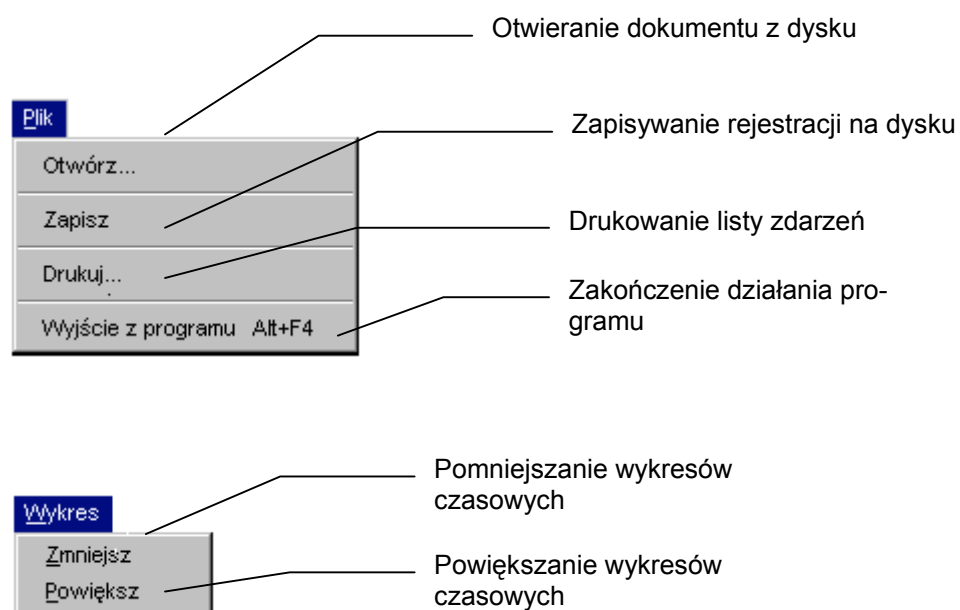 Otwieranie dokumentu z dysku
Plik
Zapisywanie rejestracji na dysku
Otwórz...
Zapisz
Drukowanie listy zdarzeń
Drukuj...
Zakończenie działania pro-
gramu
Wyjście z programu Alt+F4
Pomniejszanie wykresów
czasowych
Wykres
Zmniejsz
Powiększanie wykresów
czasowych
Powiększ